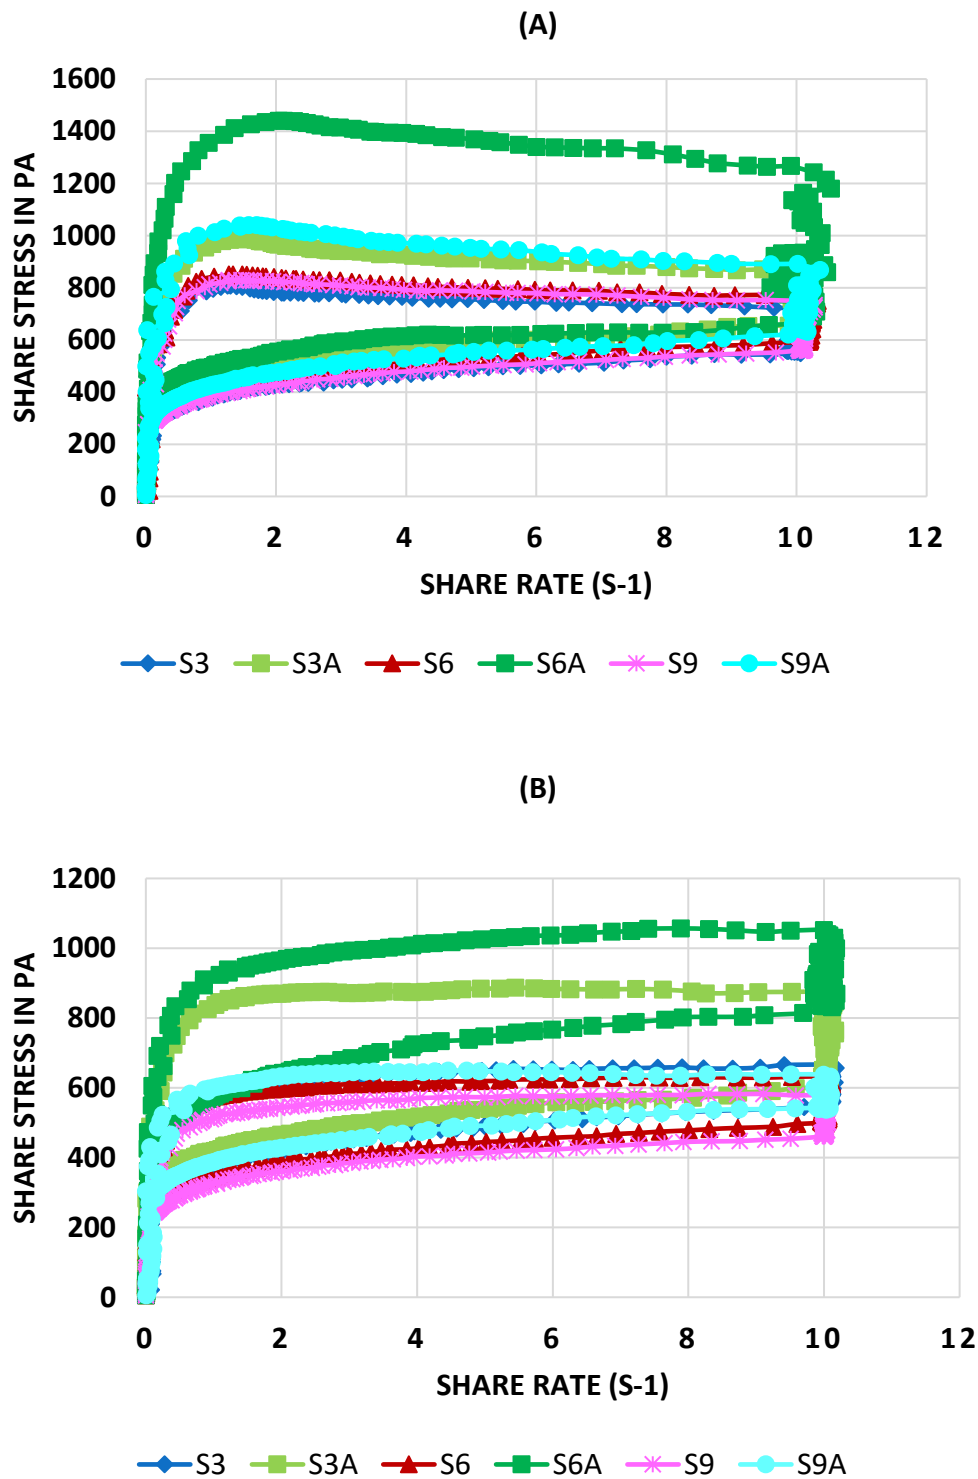 (A)
1600
1400
1200
1000
800
600
400
200
0
0 2 4 6 8 10 12
SHARE STRESS IN PA
SHARE RATE (S-1)
S3 S3A S6 S6A S9 S9A
(B)
1200
1000
800
600
400
200
0
0 2 4 6 8 10 12
SHARE STRESS IN PA
SHARE RATE (S-1)
S3 S3A S6 S6A S9 S9A